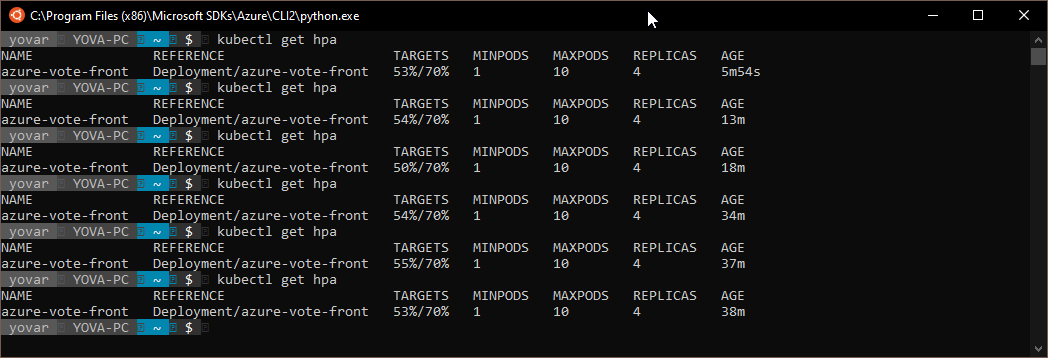 C:\Program Files (x86)\Microsoft SDKs\Azure\CLI2\python.exe
yovar YOVA-PC ~ $ kubectl get hpa
NAME REFERENCE TARGETS MINPODS MAXPODS REPLICAS AGE
azure-vote-front Deployment/azure-vote-front 53%/70% 1 10 4 5m54s
yovar YOVA-PC ~ $ kubectl get hpa
NAME REFERENCE TARGETS MINPODS MAXPODS REPLICAS AGE
azure-vote-front Deployment/azure-vote-front 54%/70% 1 10 4 13m
yovar YOVA-PC ~ $ kubectl get hpa
NAME REFERENCE TARGETS MINPODS MAXPODS REPLICAS AGE
azure-vote-front Deployment/azure-vote-front 50%/70% 1 10 4 18m
yovar YOVA-PC ~ $ kubectl get hpa
NAME REFERENCE TARGETS MINPODS MAXPODS REPLICAS AGE
azure-vote-front Deployment/azure-vote-front 54%/70% 1 10 4 34m
yovar YOVA-PC ~ $ kubectl get hpa
NAME REFERENCE TARGETS MINPODS MAXPODS REPLICAS AGE
azure-vote-front Deployment/azure-vote-front 55%/70% 1 10 4 37m
yovar YOVA-PC ~ $ kubectl get hpa
NAME REFERENCE TARGETS MINPODS MAXPODS REPLICAS AGE
azure-vote-front Deployment/azure-vote-front 53%/70% 1 10 4 38m
yovar YOVA-PC ~ $